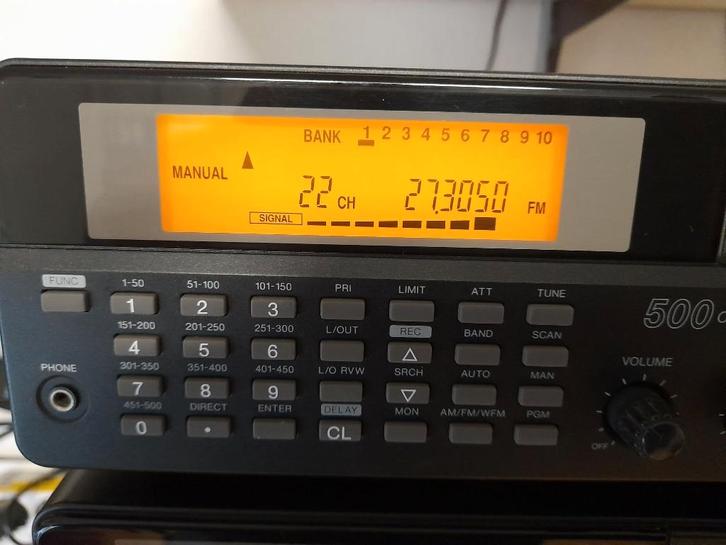 BANK 1 2 3 4 5 6 7 8 9 10
MANUAL
22 CH 27.3050 FM
SIGNAL
FUNC 1-50 51-100 101-150 PRI LIMIT ATT TUNE
1 2 3
151-200 201-250 251-300 L/OUT REC BAND SCAN
4 5 6
301-350 351-400 401-450 L/O RVW SRCH AUTO MAN
7 8 9
451-500 DIRECT ENTER DELAY MON AM/FM/WFM PGM
0 . CL
PHONE
500
VOLUME
OFF